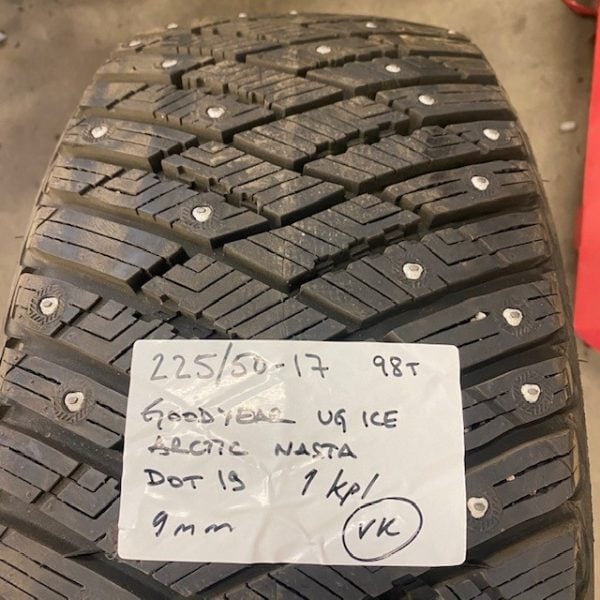 225/50-17 98T
GOODYEAR UG ICE
ARCTIC NASTA
DOT 19 1 kpl
9mm VK